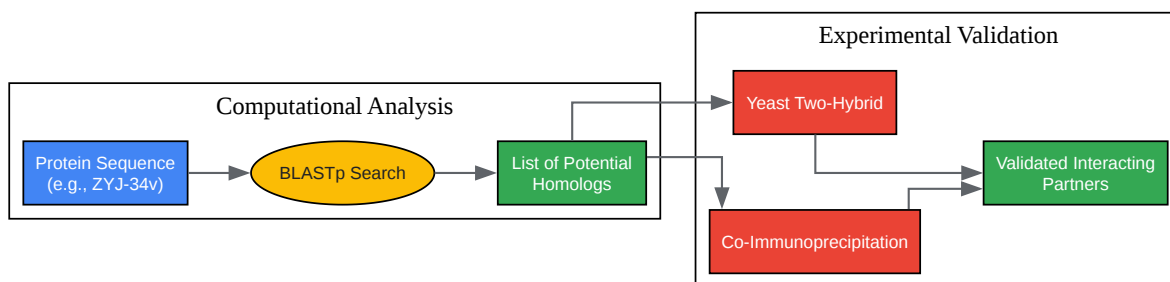 Computational Analysis
Protein Sequence
(e.g., ZYJ-34v)
BLASTp Search
List of Potential
Homologs
Experimental Validation
Yeast Two-Hybrid
Co-Immunoprecipitation
Validated Interacting
Partners